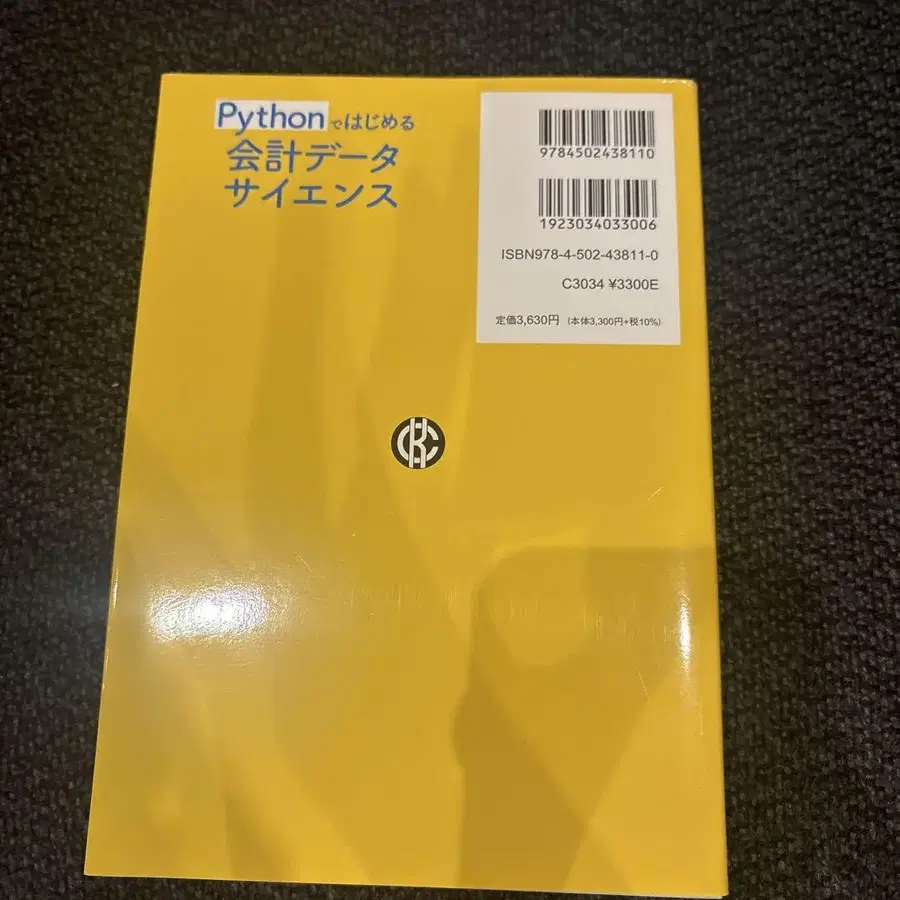 Pythonではじめる
会計データ
サイエンス
9784502438110
1923034033006
ISBN978-4-502-43811-0
C3034 ¥3300E
定価3,630円 (本体3,300円+税10%)